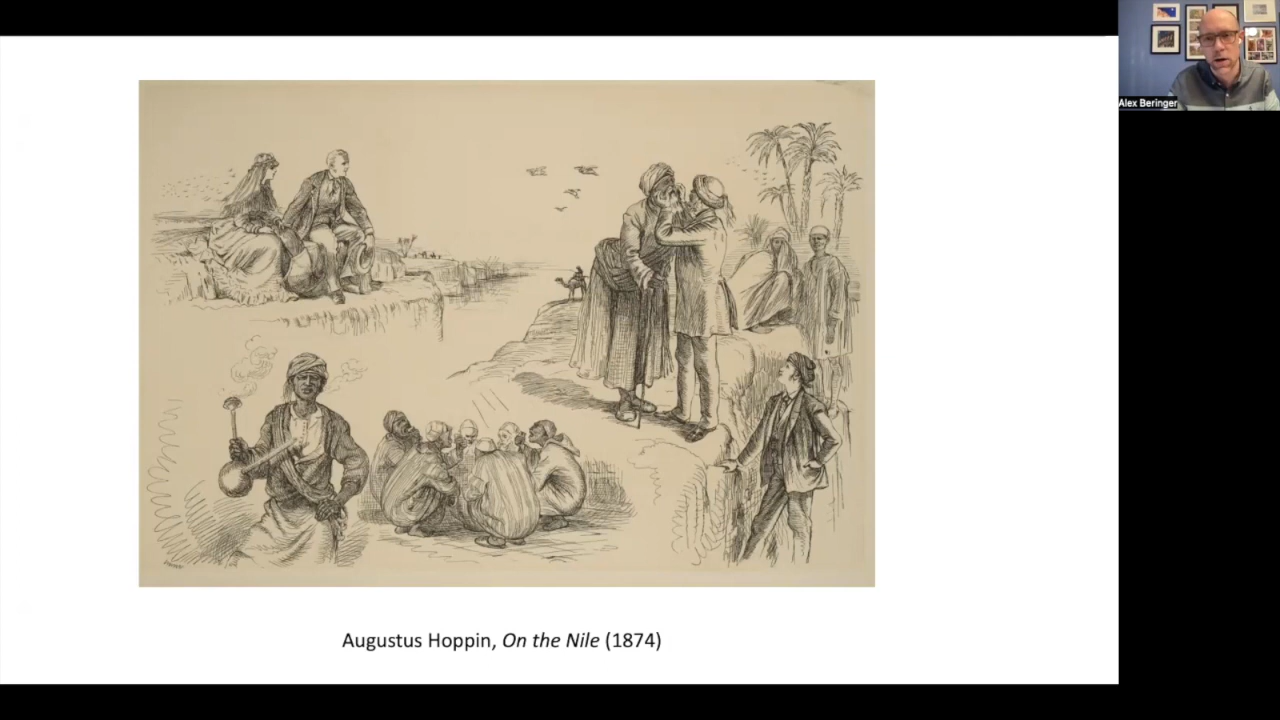 Alex Beringer
Augustus Hoppin, On the Nile (1874)